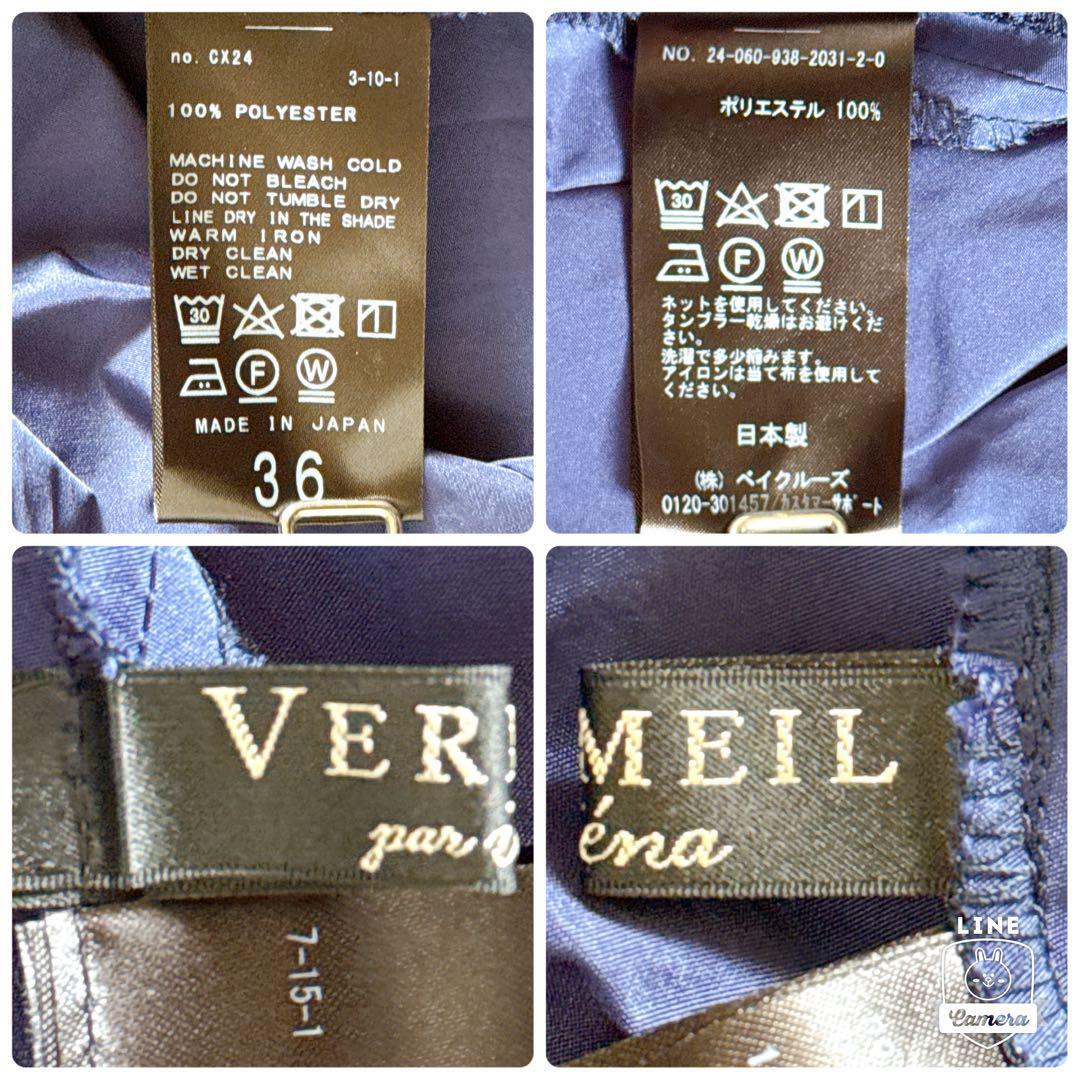 no. CX24
3-10-1
100% POLYESTER
MACHINE WASH COLD
DO NOT BLEACH
DO NOT TUMBLE DRY
LINE DRY IN THE SHADE
WARM IRON
DRY CLEAN
WET CLEAN
30
F
W
MADE IN JAPAN
36
NO. 24-060-938-2031-2-0
ポリエステル 100%
30
F
W
ネットを使用してください。
タンブラー乾燥はお避けくだ
さい。
洗濯で多少縮みます。
アイロンは当て布を使用して
ください。
日本製
(株) ベイクルーズ
0120-301457/カスタマーサポート
VER
par
7-15-1
MEIL
éna
1
LINE
Camera